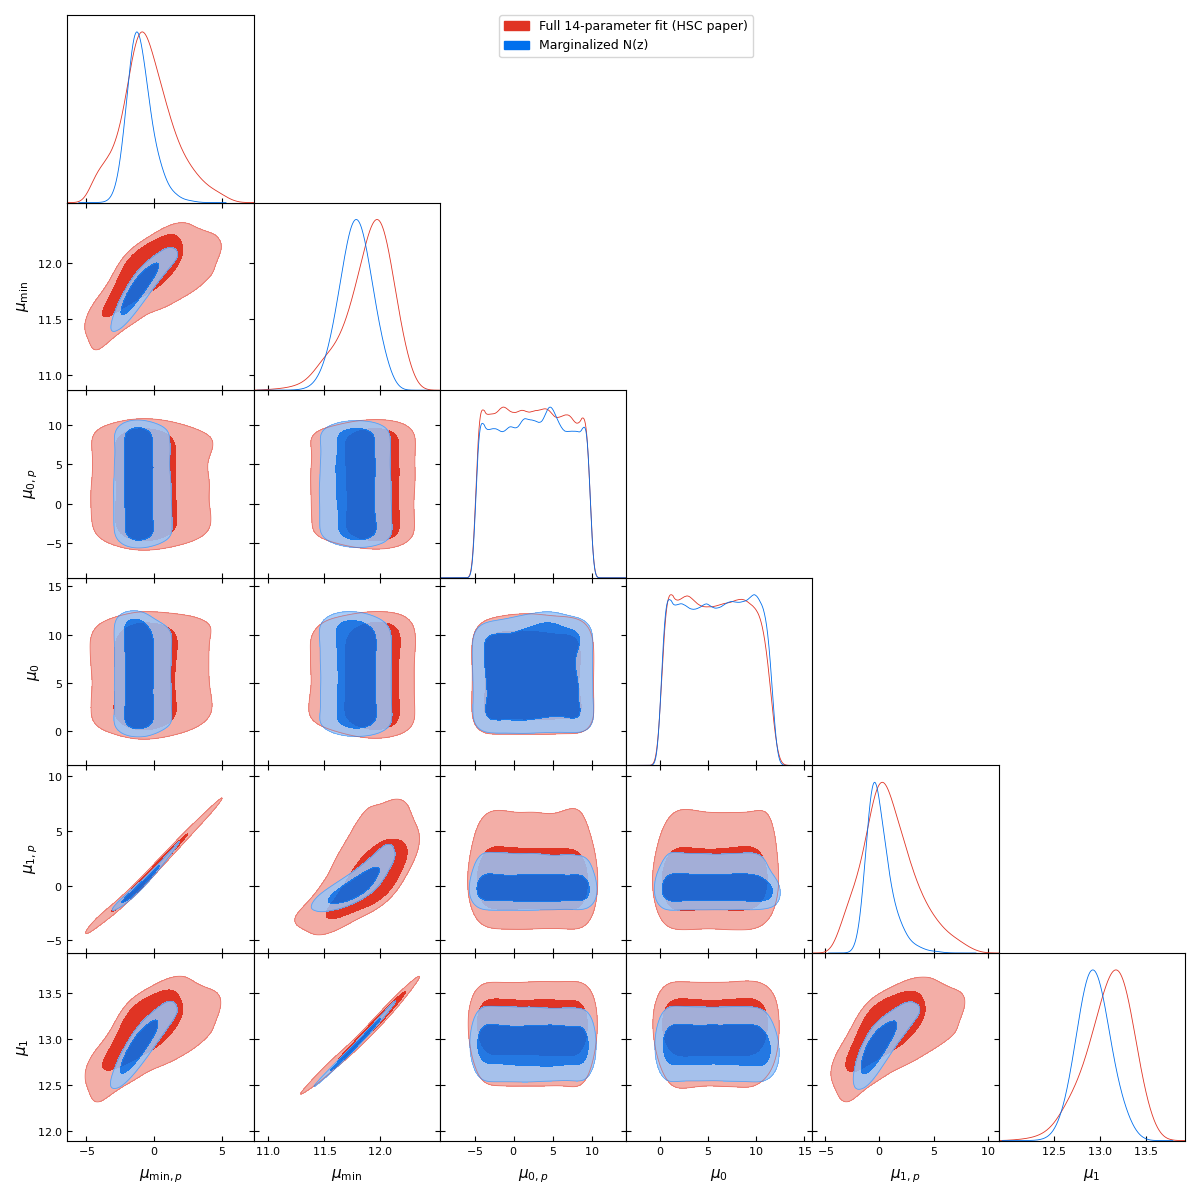 Full 14-parameter fit (HSC paper)
Marginalized N(z)
12.0
11.5
11.0
μmin
10
5
0
−5
μ0,p
15
10
5
0
μ0
10
5
0
−5
μ1,p
13.5
13.0
12.5
12.0
μ1
−5 0 5 11.0 11.5 12.0 −5 0 5 10 0 5 10 15 −5 0 5 10 12.5 13.0 13.5
μmin,p μmin μ0,p μ0 μ1,p μ1